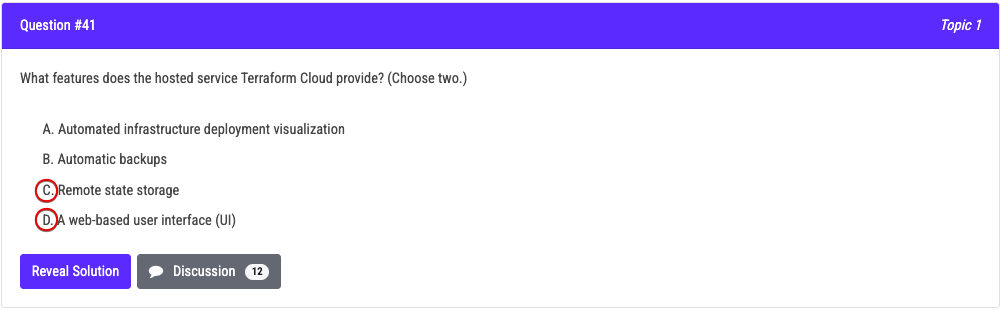 Question #41
Topic 1
What features does the hosted service Terraform Cloud provide? (Choose two.)
A. Automated infrastructure deployment visualization
B. Automatic backups
C. Remote state storage
D. A web-based user interface (UI)
Reveal Solution
Discussion 12